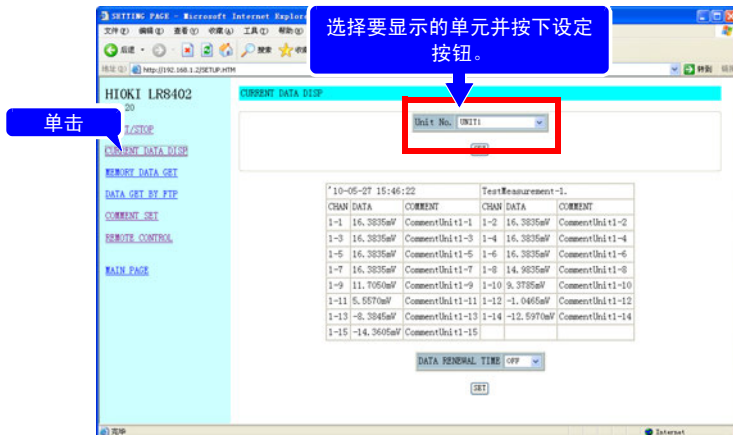 SETTING PAGE - Microsoft Internet Explore
选择要显示的单元并按下设定
按钮。
文件(F) 编辑(E) 查看(V) 收藏(A) 工具(T) 帮助(H)
后退 搜索
地址(D) http://192.168.1.2/SETUP.HTM 转到
单击
HIOKI LR8402
20
T/STOP
CURRENT DATA DISP
MEMORY DATA GET
DATA GET BY FTP
COMMENT SET
REMOTE CONTROL
MAIN PAGE
CURRENT DATA DISP
Unit No. UNIT1
SET
'10-05-27 15:46:22 TestMeasurement-1.
CHAN DATA COMMENT CHAN DATA COMMENT
1-1 16.3835mV CommentUnit1-1 1-2 16.3835mV CommentUnit1-2
1-3 16.3835mV CommentUnit1-3 1-4 16.3835mV CommentUnit1-4
1-5 16.3835mV CommentUnit1-5 1-6 16.3835mV CommentUnit1-6
1-7 16.3835mV CommentUnit1-7 1-8 14.9835mV CommentUnit1-8
1-9 11.7050mV CommentUnit1-9 1-10 9.3785mV CommentUnit1-10
1-11 5.5570mV CommentUnit1-11 1-12 -1.0465mV CommentUnit1-12
1-13 -8.3845mV CommentUnit1-13 1-14 -12.5970mV CommentUnit1-14
1-15 -14.3605mV CommentUnit1-15
DATA RENEWAL TIME OFF
SET
完毕 Internet